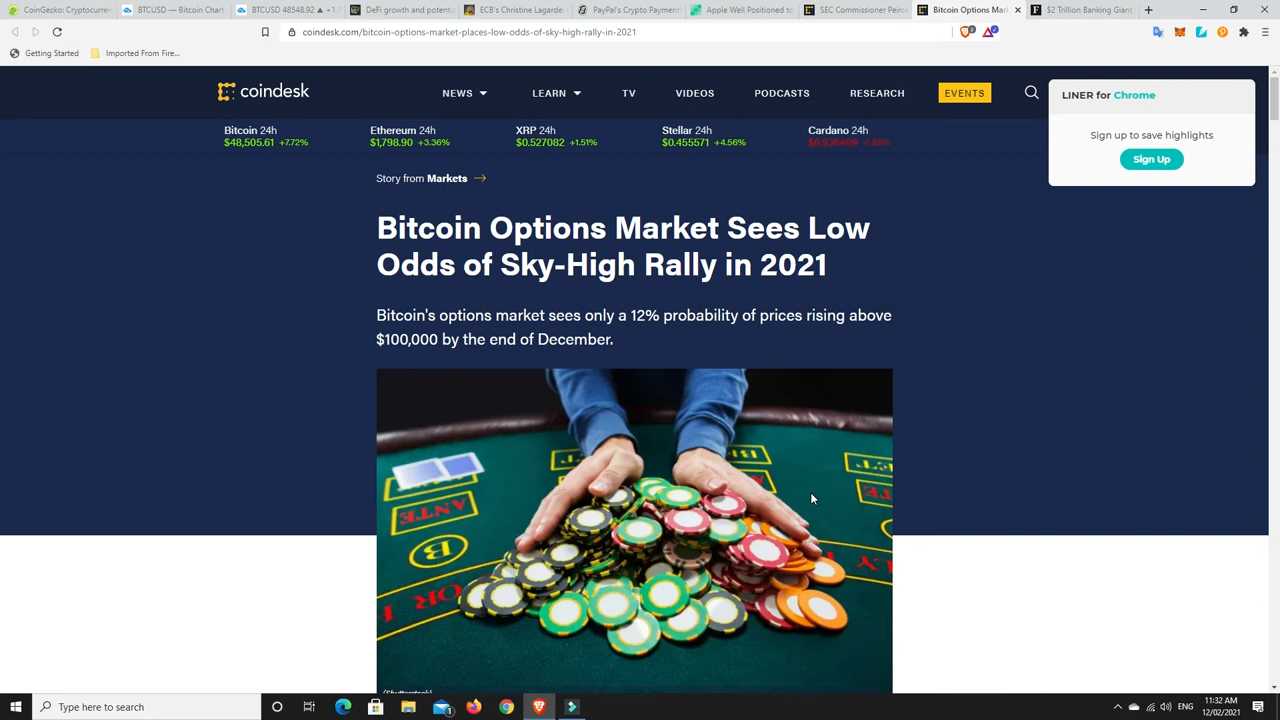 CoinGecko: Cryptocurren
BTCUSD — Bitcoin Chart
BTCUSD 48548.92 ▲ +1.
DeFi growth and potenti
ECB's Christine Lagarde:
PayPal's Crypto Payment
Apple Well Positioned to
SEC Commissioner Peirce
Bitcoin Options Mar
$2 Trillion Banking Giant
coindesk.com/bitcoin-options-market-places-low-odds-of-sky-high-rally-in-2021
Getting Started
Imported From Fire...
coindesk
NEWS
LEARN
TV
VIDEOS
PODCASTS
RESEARCH
EVENTS
LINER for Chrome
Sign up to save highlights
Sign Up
Bitcoin 24h
$48,505.61 +7.72%
Ethereum 24h
$1,798.90 +3.36%
XRP 24h
$0.527082 +1.51%
Stellar 24h
$0.455571 +4.56%
Cardano 24h
Story from Markets
Bitcoin Options Market Sees Low
Odds of Sky-High Rally in 2021
Bitcoin's options market sees only a 12% probability of prices rising above
$100,000 by the end of December.
ANTE
B
Type here to search
ENG
11:32 AM
12/02/2021